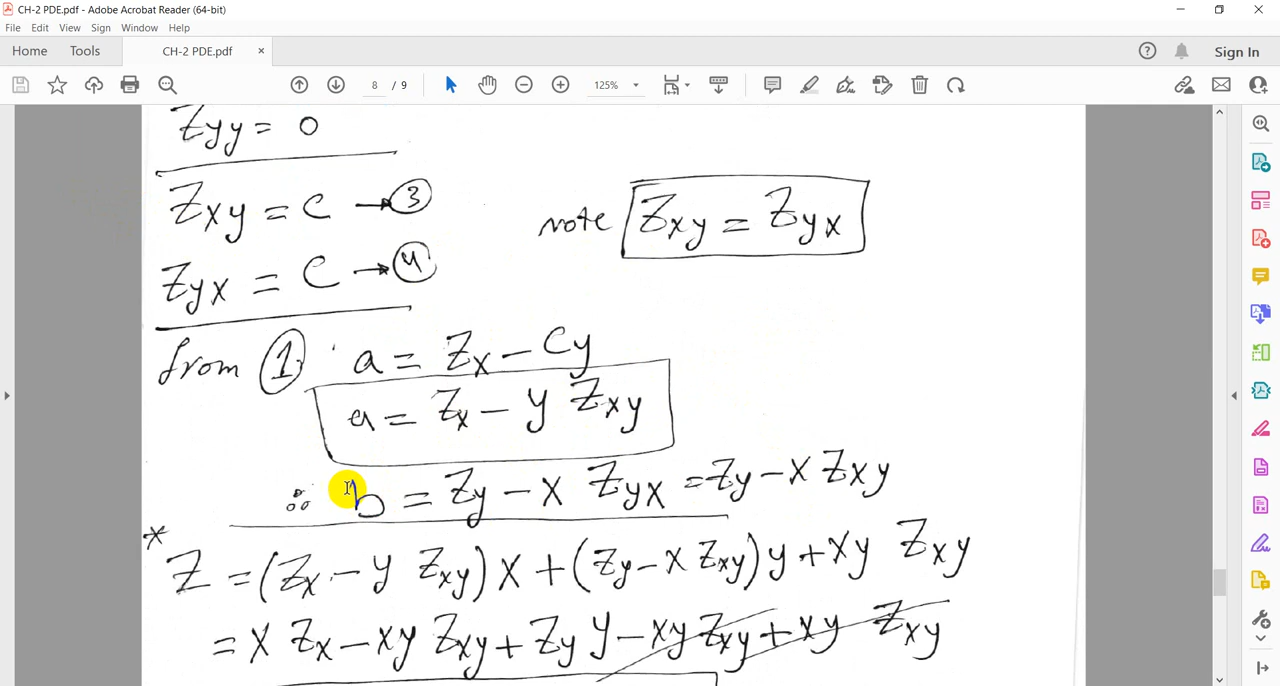 CH-2 PDE.pdf - Adobe Acrobat Reader (64-bit)
File Edit View Sign Window Help
Home Tools CH-2 PDE.pdf × Sign In
8 / 9 125%
Zyy = 0
Zxy = C → ③
note Zxy = Zyx
Zyx = C → ④
from ① a = Zx - Cy
a = Zx - y Zxy
∴ b = Zy - x Zyx = Zy - x Zxy
* Z = (Zx - y Zxy) x + (Zy - x Zxy) y + xy Zxy
= x Zx - xy Zxy + Zy y - xy Zxy + xy Zxy